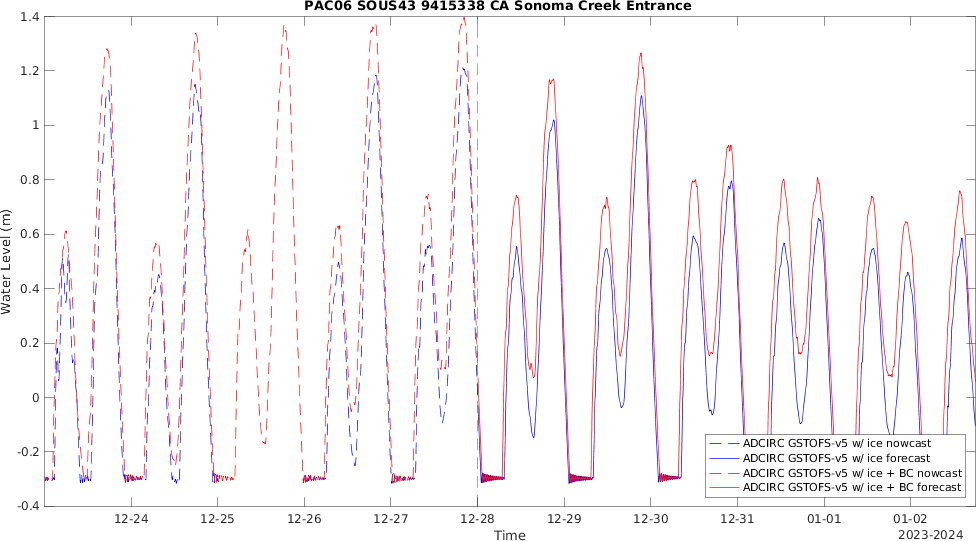 PAC06 SOUS43 9415338 CA Sonoma Creek Entrance
1.4
1.2
1
0.8
0.6
0.4
0.2
0
-0.2
-0.4
Water Level (m)
ADCIRC GSTOFS-v5 w/ ice nowcast
ADCIRC GSTOFS-v5 w/ ice forecast
ADCIRC GSTOFS-v5 w/ ice + BC nowcast
ADCIRC GSTOFS-v5 w/ ice + BC forecast
12-24 12-25 12-26 12-27 12-28 12-29 12-30 12-31 01-01 01-02
Time
2023-2024